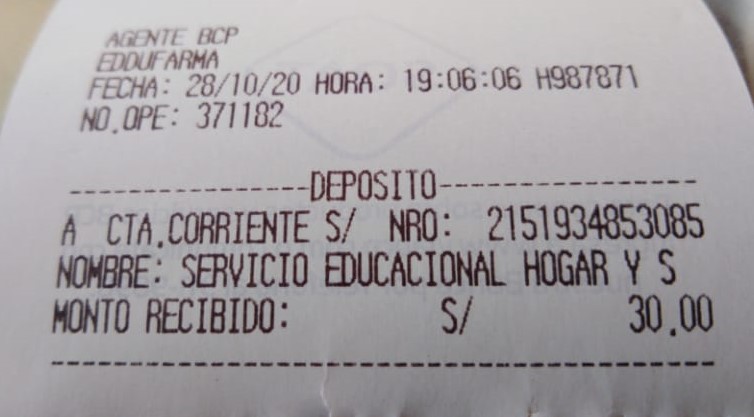 AGENTE BCP
EDDUFARMA
FECHA: 28/10/20 HORA: 19:06:06 H987871
NO.OPE: 371182
----------------DEPOSITO-----------------
A CTA.CORRIENTE S/ NRO: 2151934853085
NOMBRE: SERVICIO EDUCACIONAL HOGAR Y S
MONTO RECIBIDO: S/ 30.00